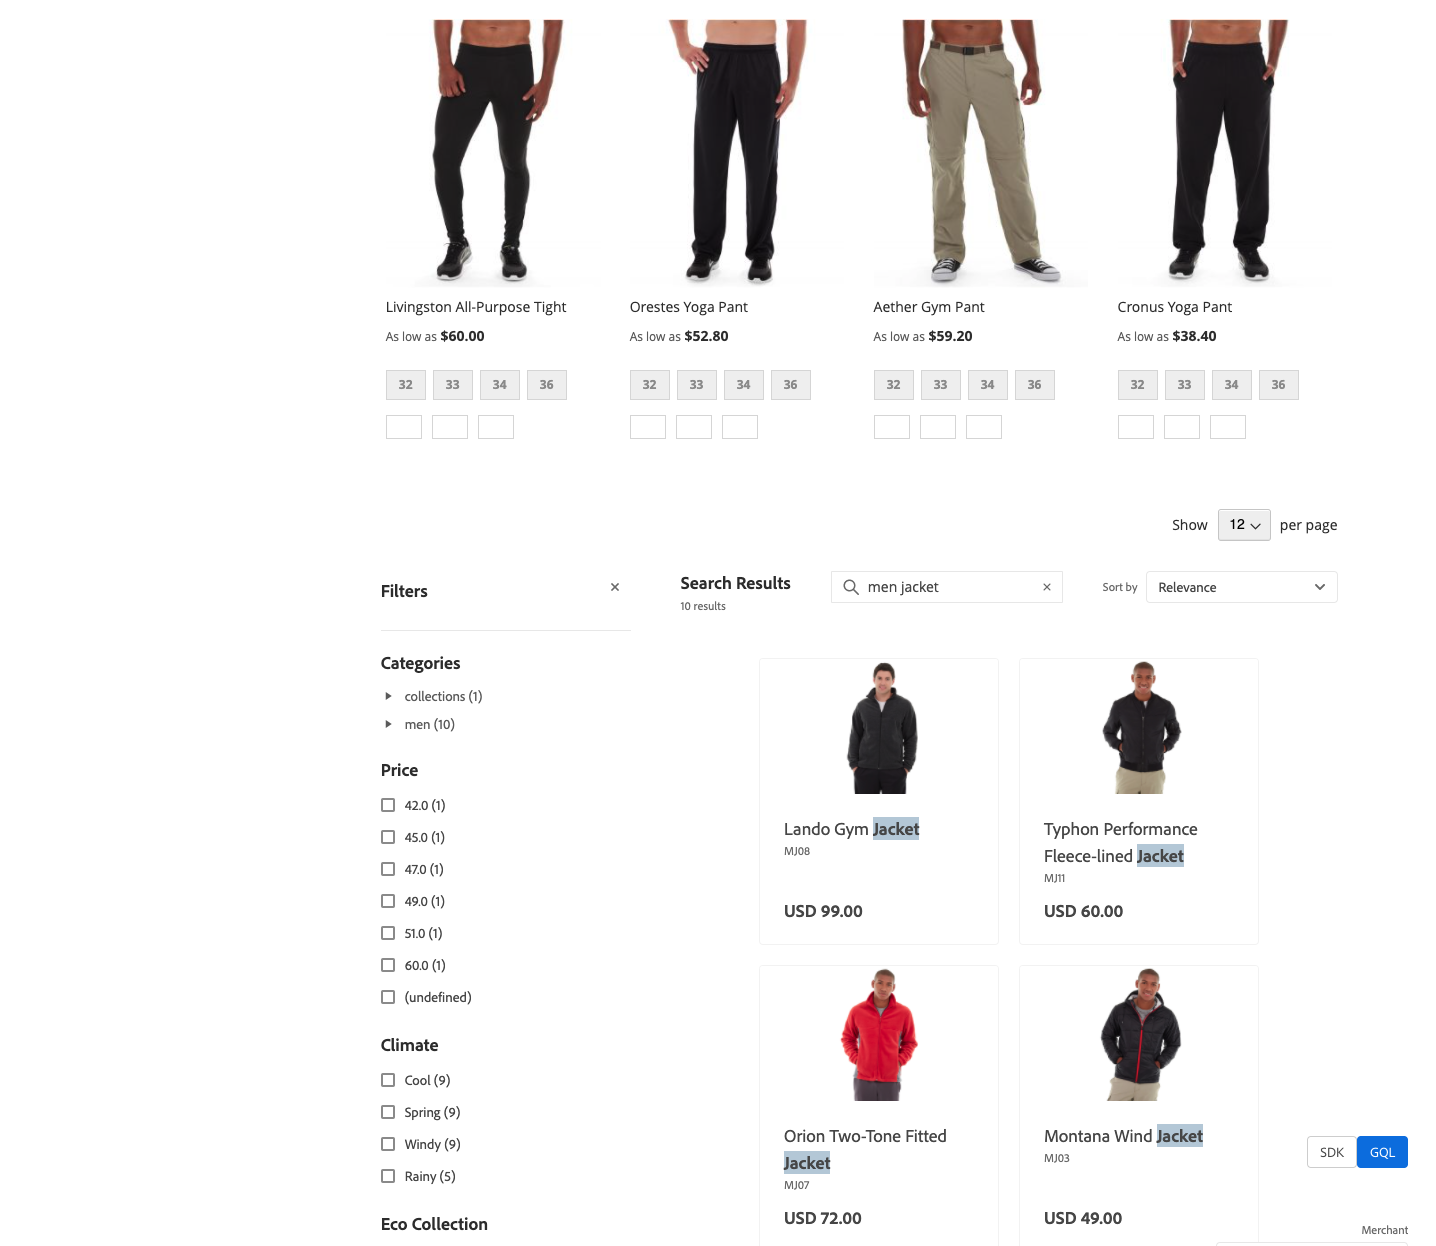 Livingston All-Purpose Tight
As low as $60.00
32 33 34 36
Orestes Yoga Pant
As low as $52.80
32 33 34 36
Aether Gym Pant
As low as $59.20
32 33 34 36
Cronus Yoga Pant
As low as $38.40
32 33 34 36
Show 12 per page
Filters
Categories
collections (1)
men (10)
Price
42.0 (1)
45.0 (1)
47.0 (1)
49.0 (1)
51.0 (1)
60.0 (1)
(undefined)
Climate
Cool (9)
Spring (9)
Windy (9)
Rainy (5)
Eco Collection
Search Results
10 results
men jacket
Sort by Relevance
Lando Gym Jacket
MJ08
USD 99.00
Typhon Performance
Fleece-lined Jacket
MJ11
USD 60.00
Orion Two-Tone Fitted
Jacket
MJ07
USD 72.00
Montana Wind Jacket
MJ03
USD 49.00
SDK GQL
Merchant